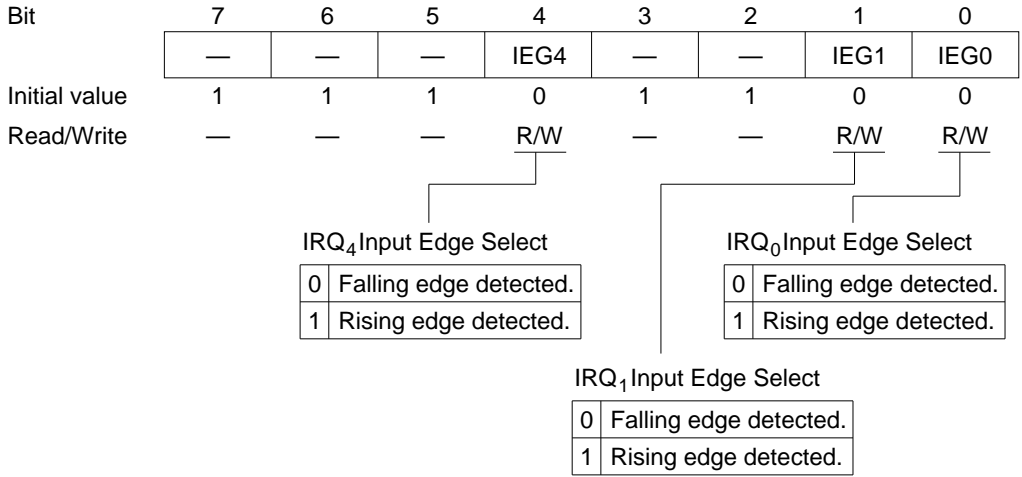 Bit 7 6 5 4 3 2 1 0
— — — IEG4 — — IEG1 IEG0
Initial value 1 1 1 0 1 1 0 0
Read/Write — — — R/W — — R/W R/W
IRQ4 Input Edge Select
0 Falling edge detected.
1 Rising edge detected.
IRQ0 Input Edge Select
0 Falling edge detected.
1 Rising edge detected.
IRQ1 Input Edge Select
0 Falling edge detected.
1 Rising edge detected.